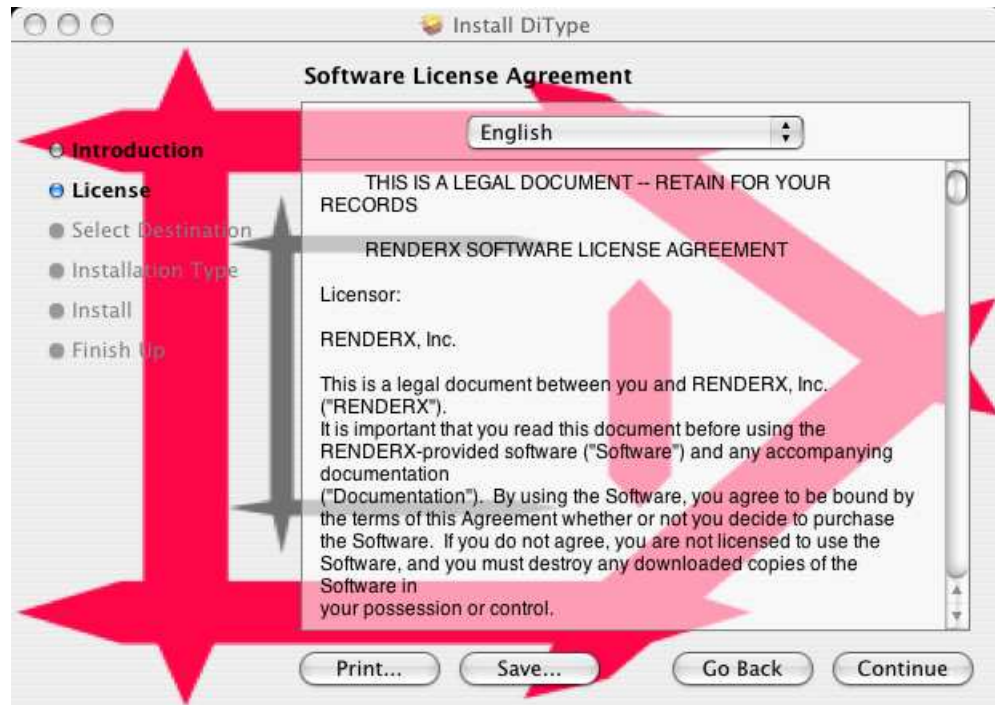 Install DiType
Software License Agreement
English
Introduction
License
Select Destination
Installation Type
Install
Finish Up
THIS IS A LEGAL DOCUMENT -- RETAIN FOR YOUR
RECORDS
RENDERX SOFTWARE LICENSE AGREEMENT
Licensor:
RENDERX, Inc.
This is a legal document between you and RENDERX, Inc.
("RENDERX").
It is important that you read this document before using the
RENDERX-provided software ("Software") and any accompanying
documentation
("Documentation").  By using the Software, you agree to be bound by
the terms of this Agreement whether or not you decide to purchase
the Software.  If you do not agree, you are not licensed to use the
Software, and you must destroy any downloaded copies of the
Software in
your possession or control.
Print...
Save...
Go Back
Continue